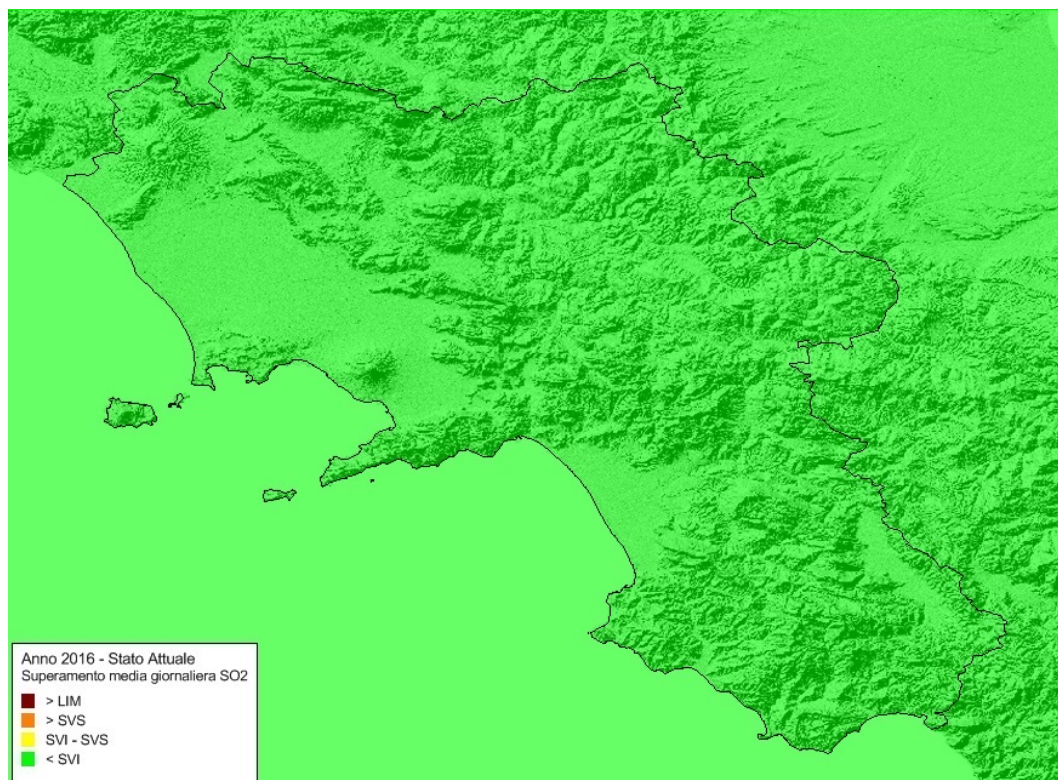 Anno 2016 - Stato Attuale
Superamento media giornaliera SO2
> LIM
> SVS
SVI - SVS
< SVI